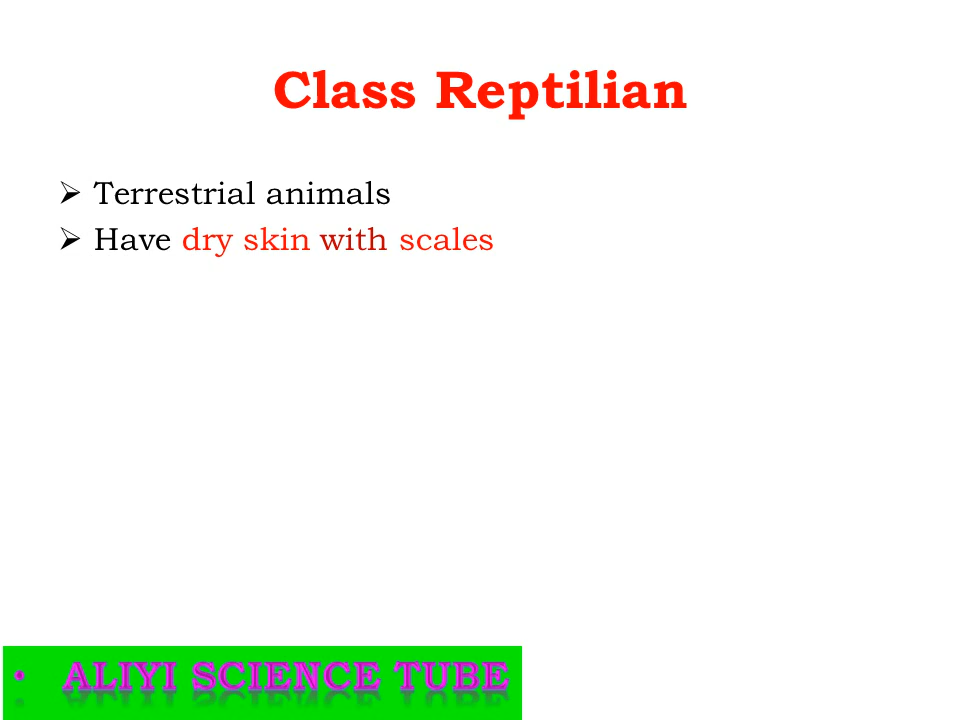 Class Reptilian
➢ Terrestrial animals
➢ Have dry skin with scales
• ALIYI SCIENCE TUBE